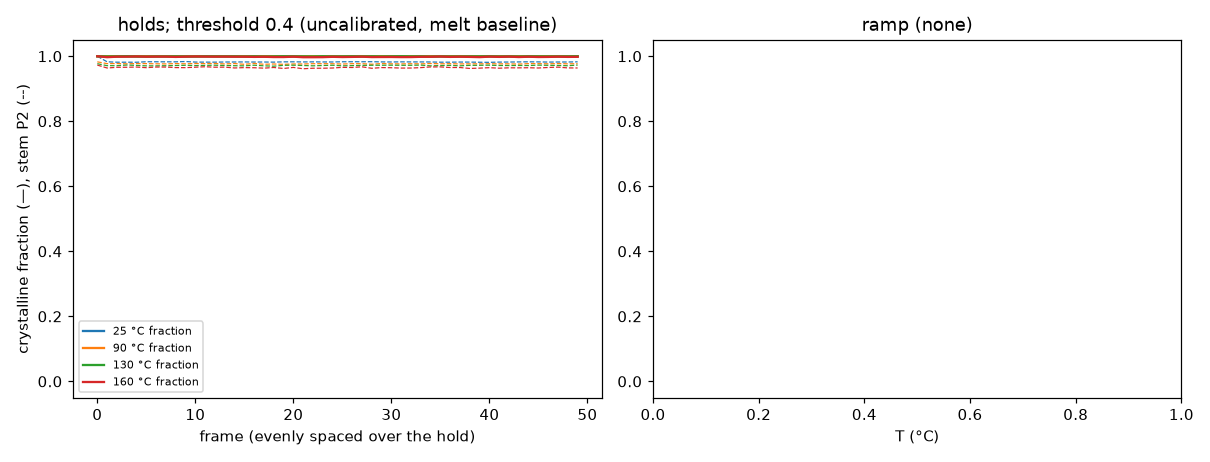 holds; threshold 0.4 (uncalibrated, melt baseline)
crystalline fraction (—), stem P2 (--)
1.0
0.8
0.6
0.4
0.2
0.0
25 °C fraction
90 °C fraction
130 °C fraction
160 °C fraction
0 10 20 30 40 50
frame (evenly spaced over the hold)
ramp (none)
1.0
0.8
0.6
0.4
0.2
0.0
0.0 0.2 0.4 0.6 0.8 1.0
T (°C)